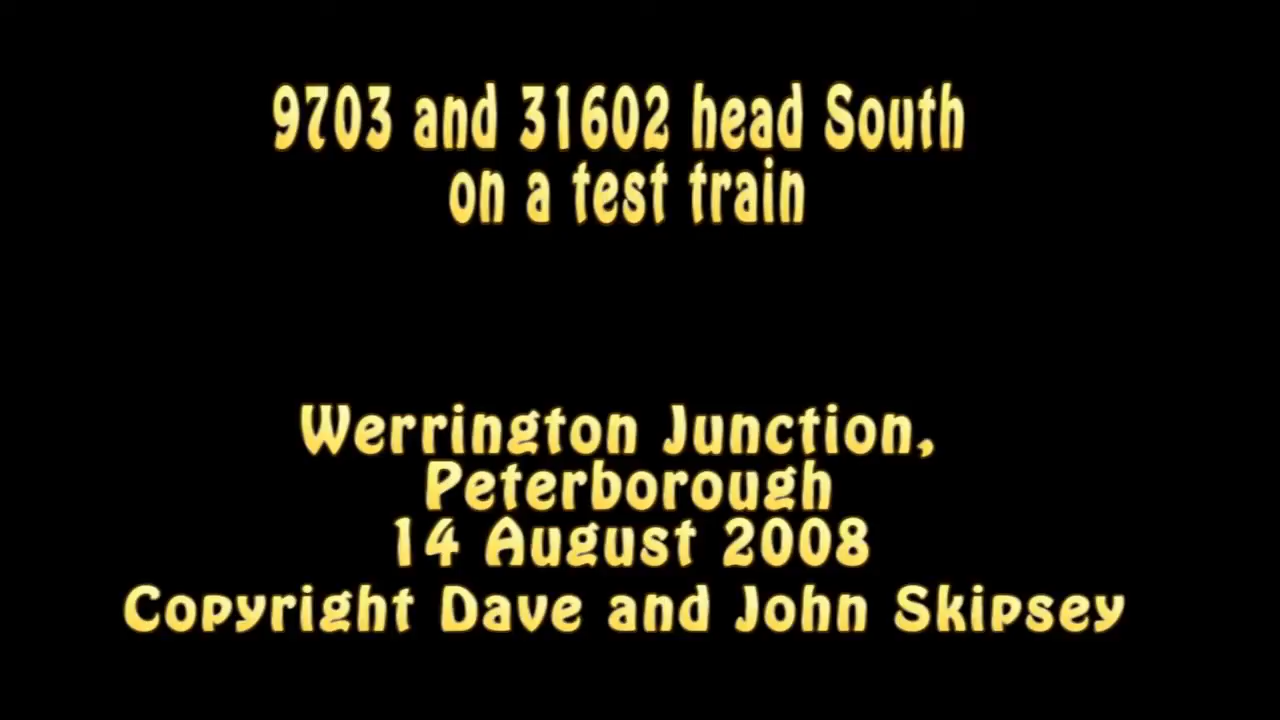 9703 and 31602 head South
on a test train
Werrington Junction,
Peterborough
14 August 2008
Copyright Dave and John Skipsey